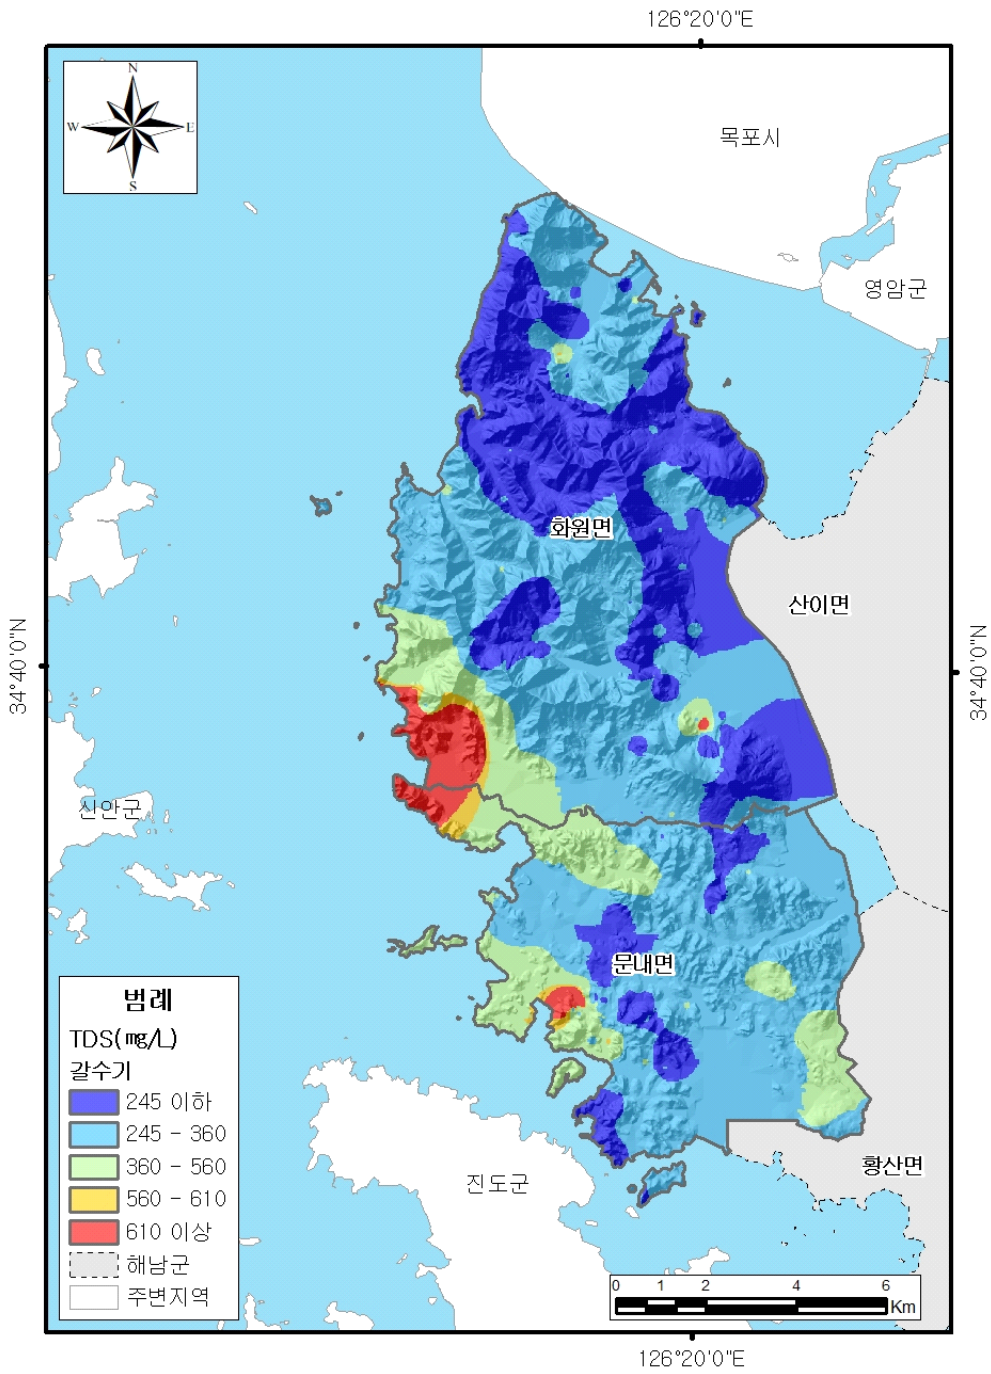 126°20'0"E
N
W
E
S
목포시
영암군
화원면
산이면
34°40'0"N
34°40'0"N
신안군
문내면
황산면
진도군
범례
TDS(㎎/L)
갈수기
245 이하
245 - 360
360 - 560
560 - 610
610 이상
해남군
주변지역
0 1 2 4 6
Km
126°20'0"E